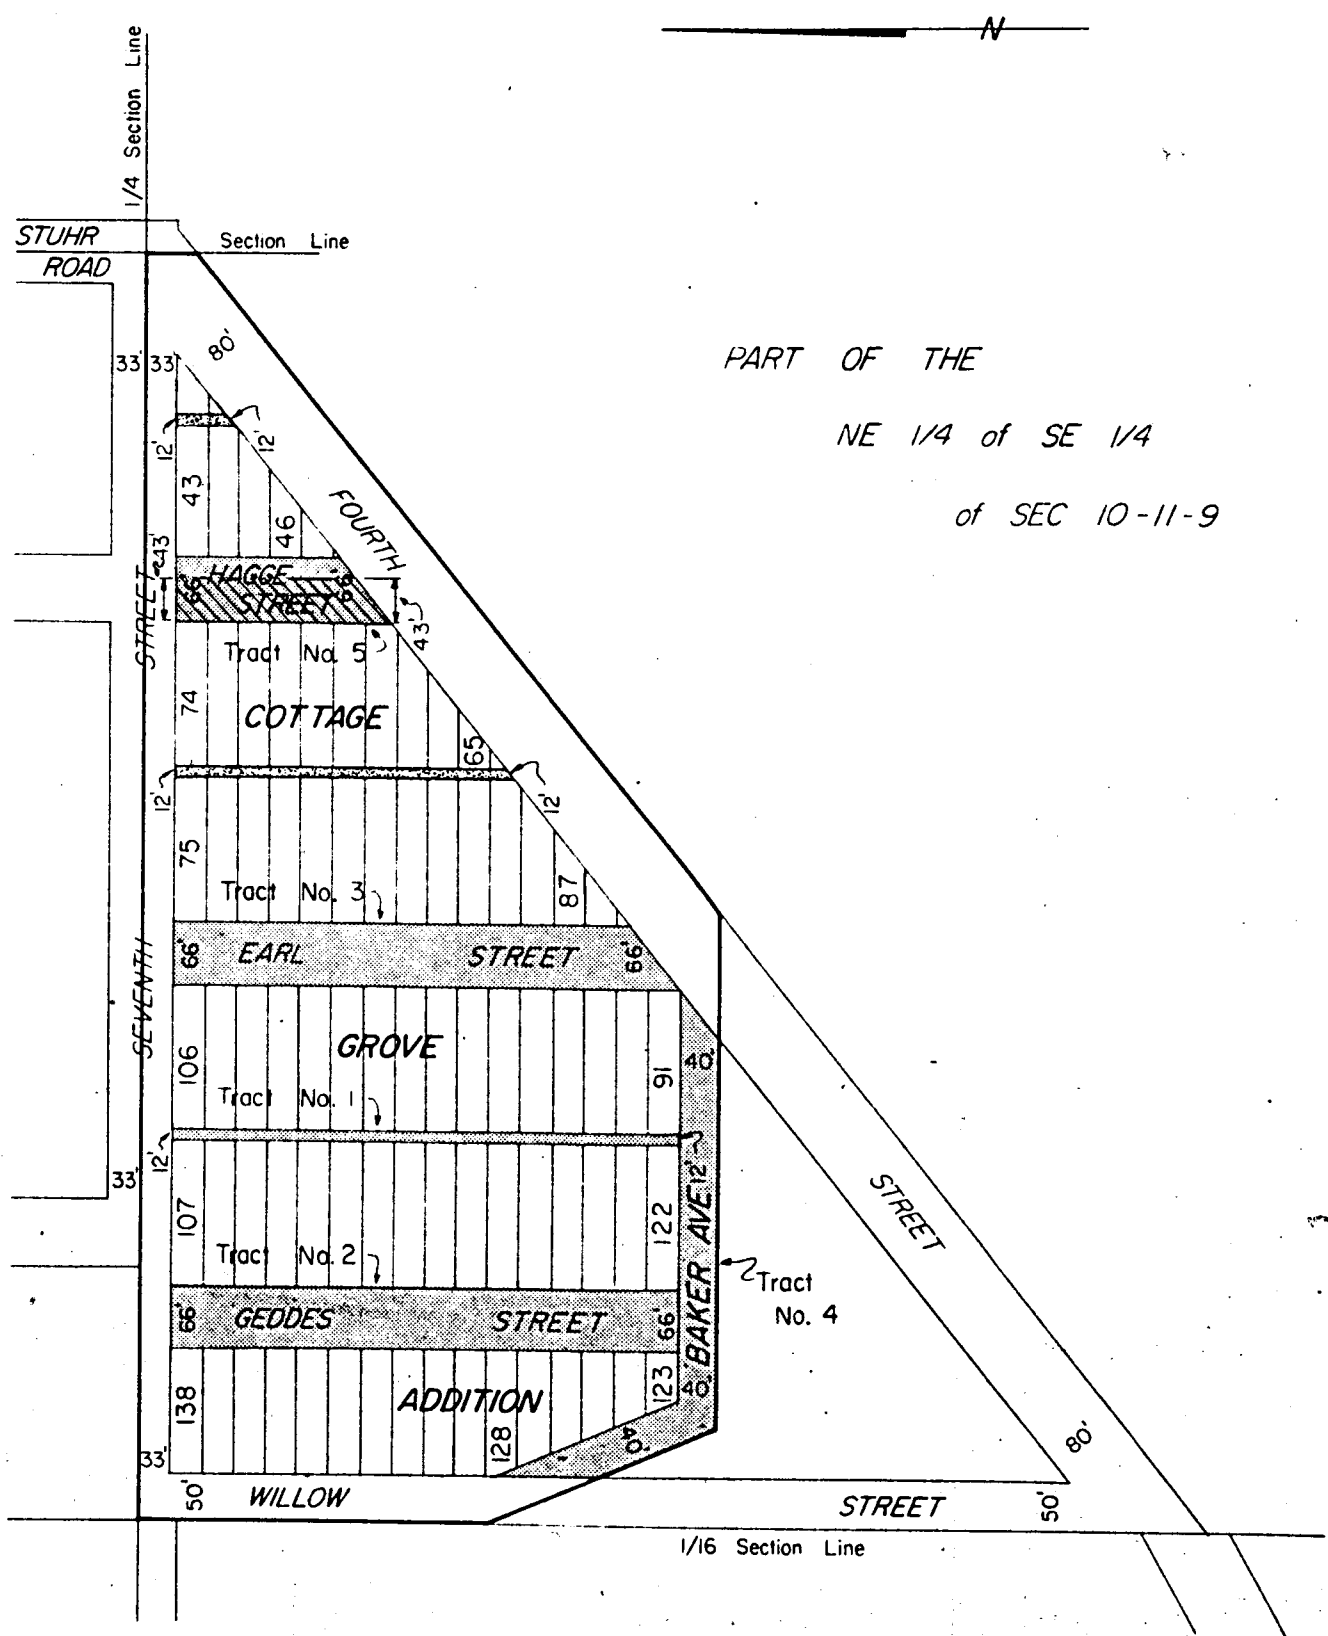 N
1/4 Section Line
STUHR
ROAD
Section Line
33' 33'
80'
PART OF THE
NE 1/4 of SE 1/4
of SEC 10-11-9
12'
12'
43
46
FOURTH
43'
HAGGE
66'
66'
STREET
43'
Tract No. 5
STREET
74
COTTAGE
65
12'
12'
75
87
Tract No. 3
66'
EARL STREET
66'
SEVENTH
106
GROVE
91
40'
Tract No. 1
12'
12'
33'
107
122
BAKER AVE
STREET
Tract No. 2
Tract
No. 4
66'
GEDDES STREET
66'
138
ADDITION
123
40'
128
40'
33'
80'
50'
WILLOW STREET
50'
1/16 Section Line